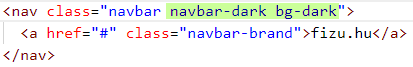 <nav class="navbar navbar-dark bg-dark">
<a href="#" class="navbar-brand">fizu.hu</a>
</nav>